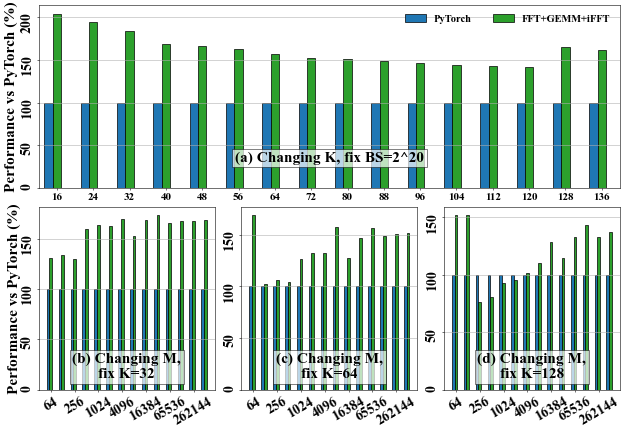 Performance vs PyTorch (%)
200
150
100
50
0
PyTorch
FFT+GEMM+iFFT
(a) Changing K, fix BS=2^20
16 24 32 40 48 56 64 72 80 88 96 104 112 120 128 136
Performance vs PyTorch (%)
150
100
50
0
(b) Changing M,
fix K=32
64 256 1024 4096 16384 65536 262144
150
100
50
0
(c) Changing M,
fix K=64
64 256 1024 4096 16384 65536 262144
150
100
50
0
(d) Changing M,
fix K=128
64 256 1024 4096 16384 65536 262144